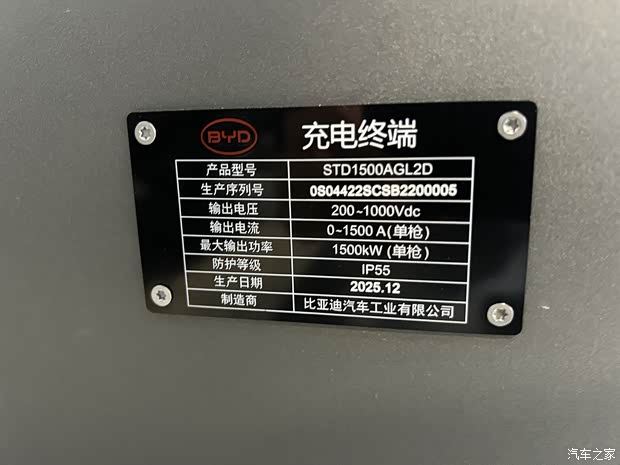 BYD 充电终端
产品型号 STD1500AGL2D
生产序列号 0S04422SCSB2200005
输出电压 200~1000Vdc
输出电流 0~1500 A(单枪)
最大输出功率 1500kW (单枪)
防护等级 IP55
生产日期 2025.12
制造商 比亚迪汽车工业有限公司
汽车之家